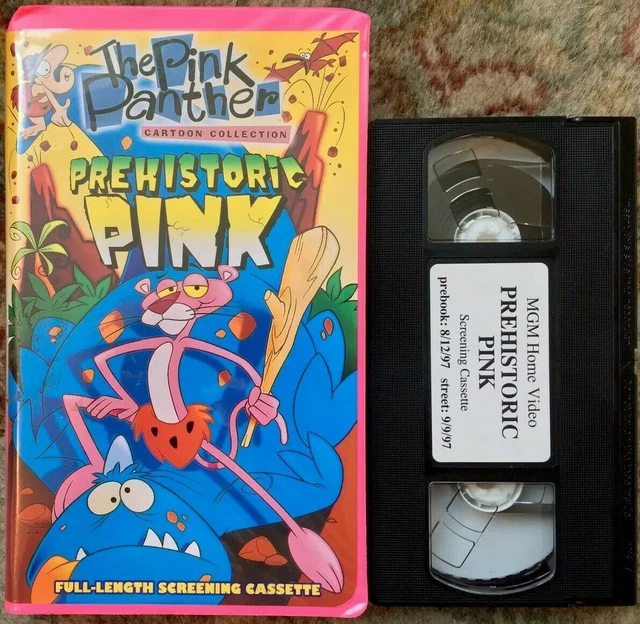 The Pink
Panther
CARTOON COLLECTION
PREHISTORIC
PINK
FULL-LENGTH SCREENING CASSETTE
MGM Home Video
PREHISTORIC
PINK
Screening Cassette
prebook: 8/12/97 street: 9/9/97